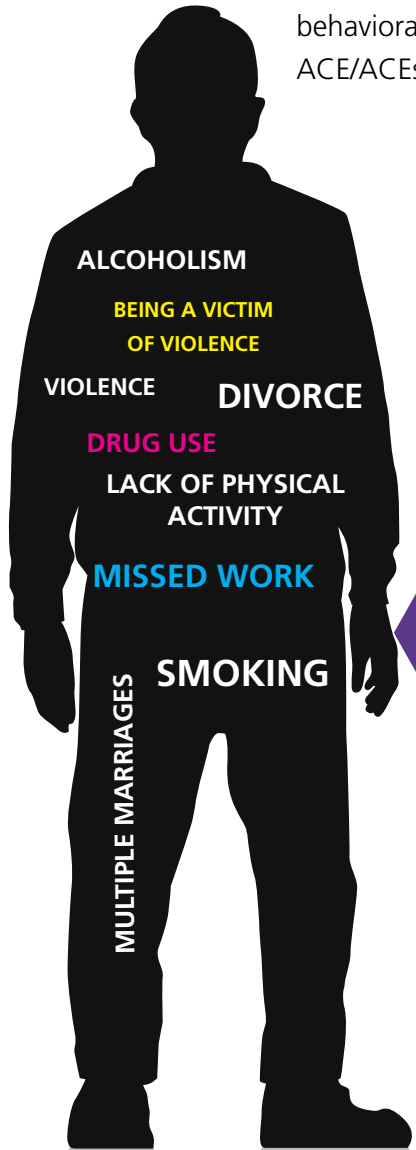 behaviora
ACE/ACEs
ALCOHOLISM
BEING A VICTIM
OF VIOLENCE
VIOLENCE
DIVORCE
DRUG USE
LACK OF PHYSICAL
ACTIVITY
MISSED WORK
SMOKING
MULTIPLE MARRIAGES